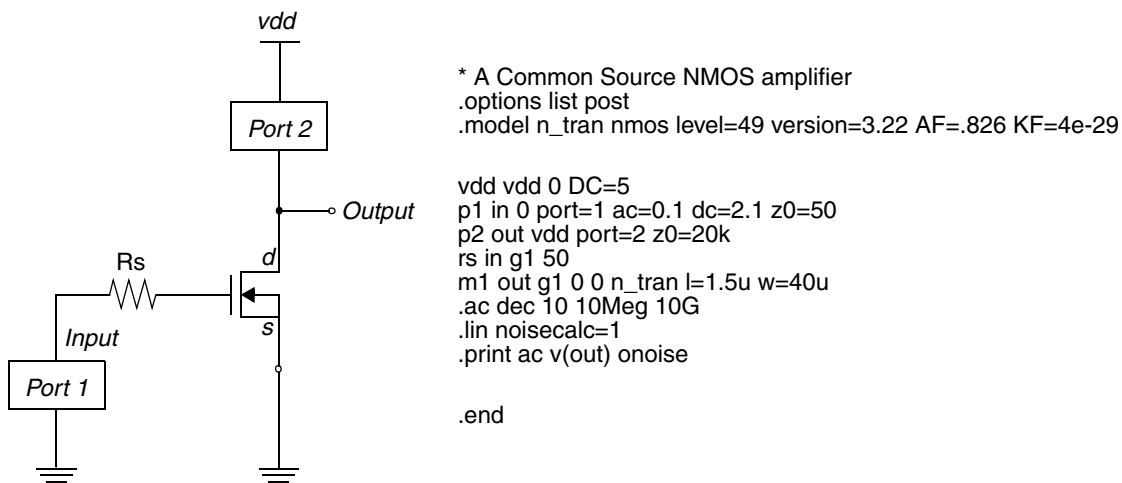 vdd
Port 2
Output
d
Rs
s
Input
Port 1
* A Common Source NMOS amplifier
.options list post
.model n_tran nmos level=49 version=3.22 AF=.826 KF=4e-29
vdd vdd 0 DC=5
p1 in 0 port=1 ac=0.1 dc=2.1 z0=50
p2 out vdd port=2 z0=20k
rs in g1 50
m1 out g1 0 0 n_tran l=1.5u w=40u
.ac dec 10 10Meg 10G
.lin noisecalc=1
.print ac v(out) onoise
.end